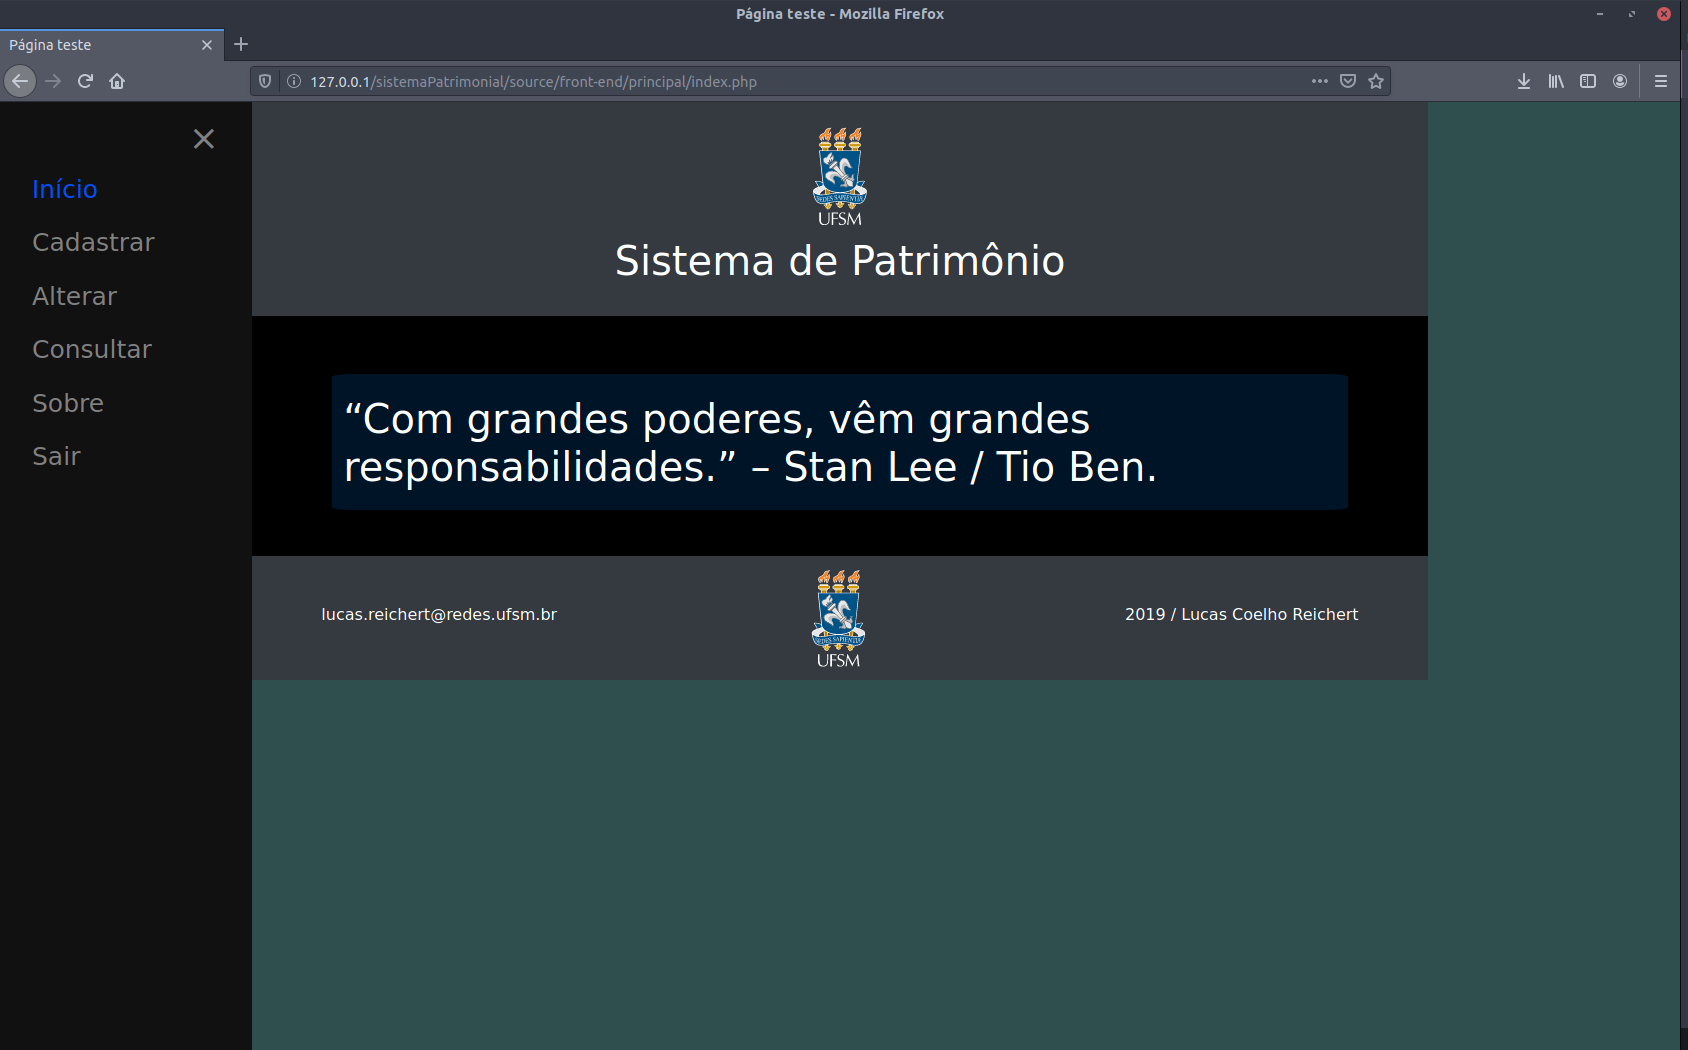 Página teste - Mozilla Firefox
Página teste
127.0.0.1/sistemaPatrimonial/source/front-end/principal/index.php
Início
Cadastrar
Alterar
Consultar
Sobre
Sair
REDES SAPIENTIS
UFSM
Sistema de Patrimônio
“Com grandes poderes, vêm grandes
responsabilidades.” – Stan Lee / Tio Ben.
lucas.reichert@redes.ufsm.br
REDES SAPIENTIS
UFSM
2019 / Lucas Coelho Reichert